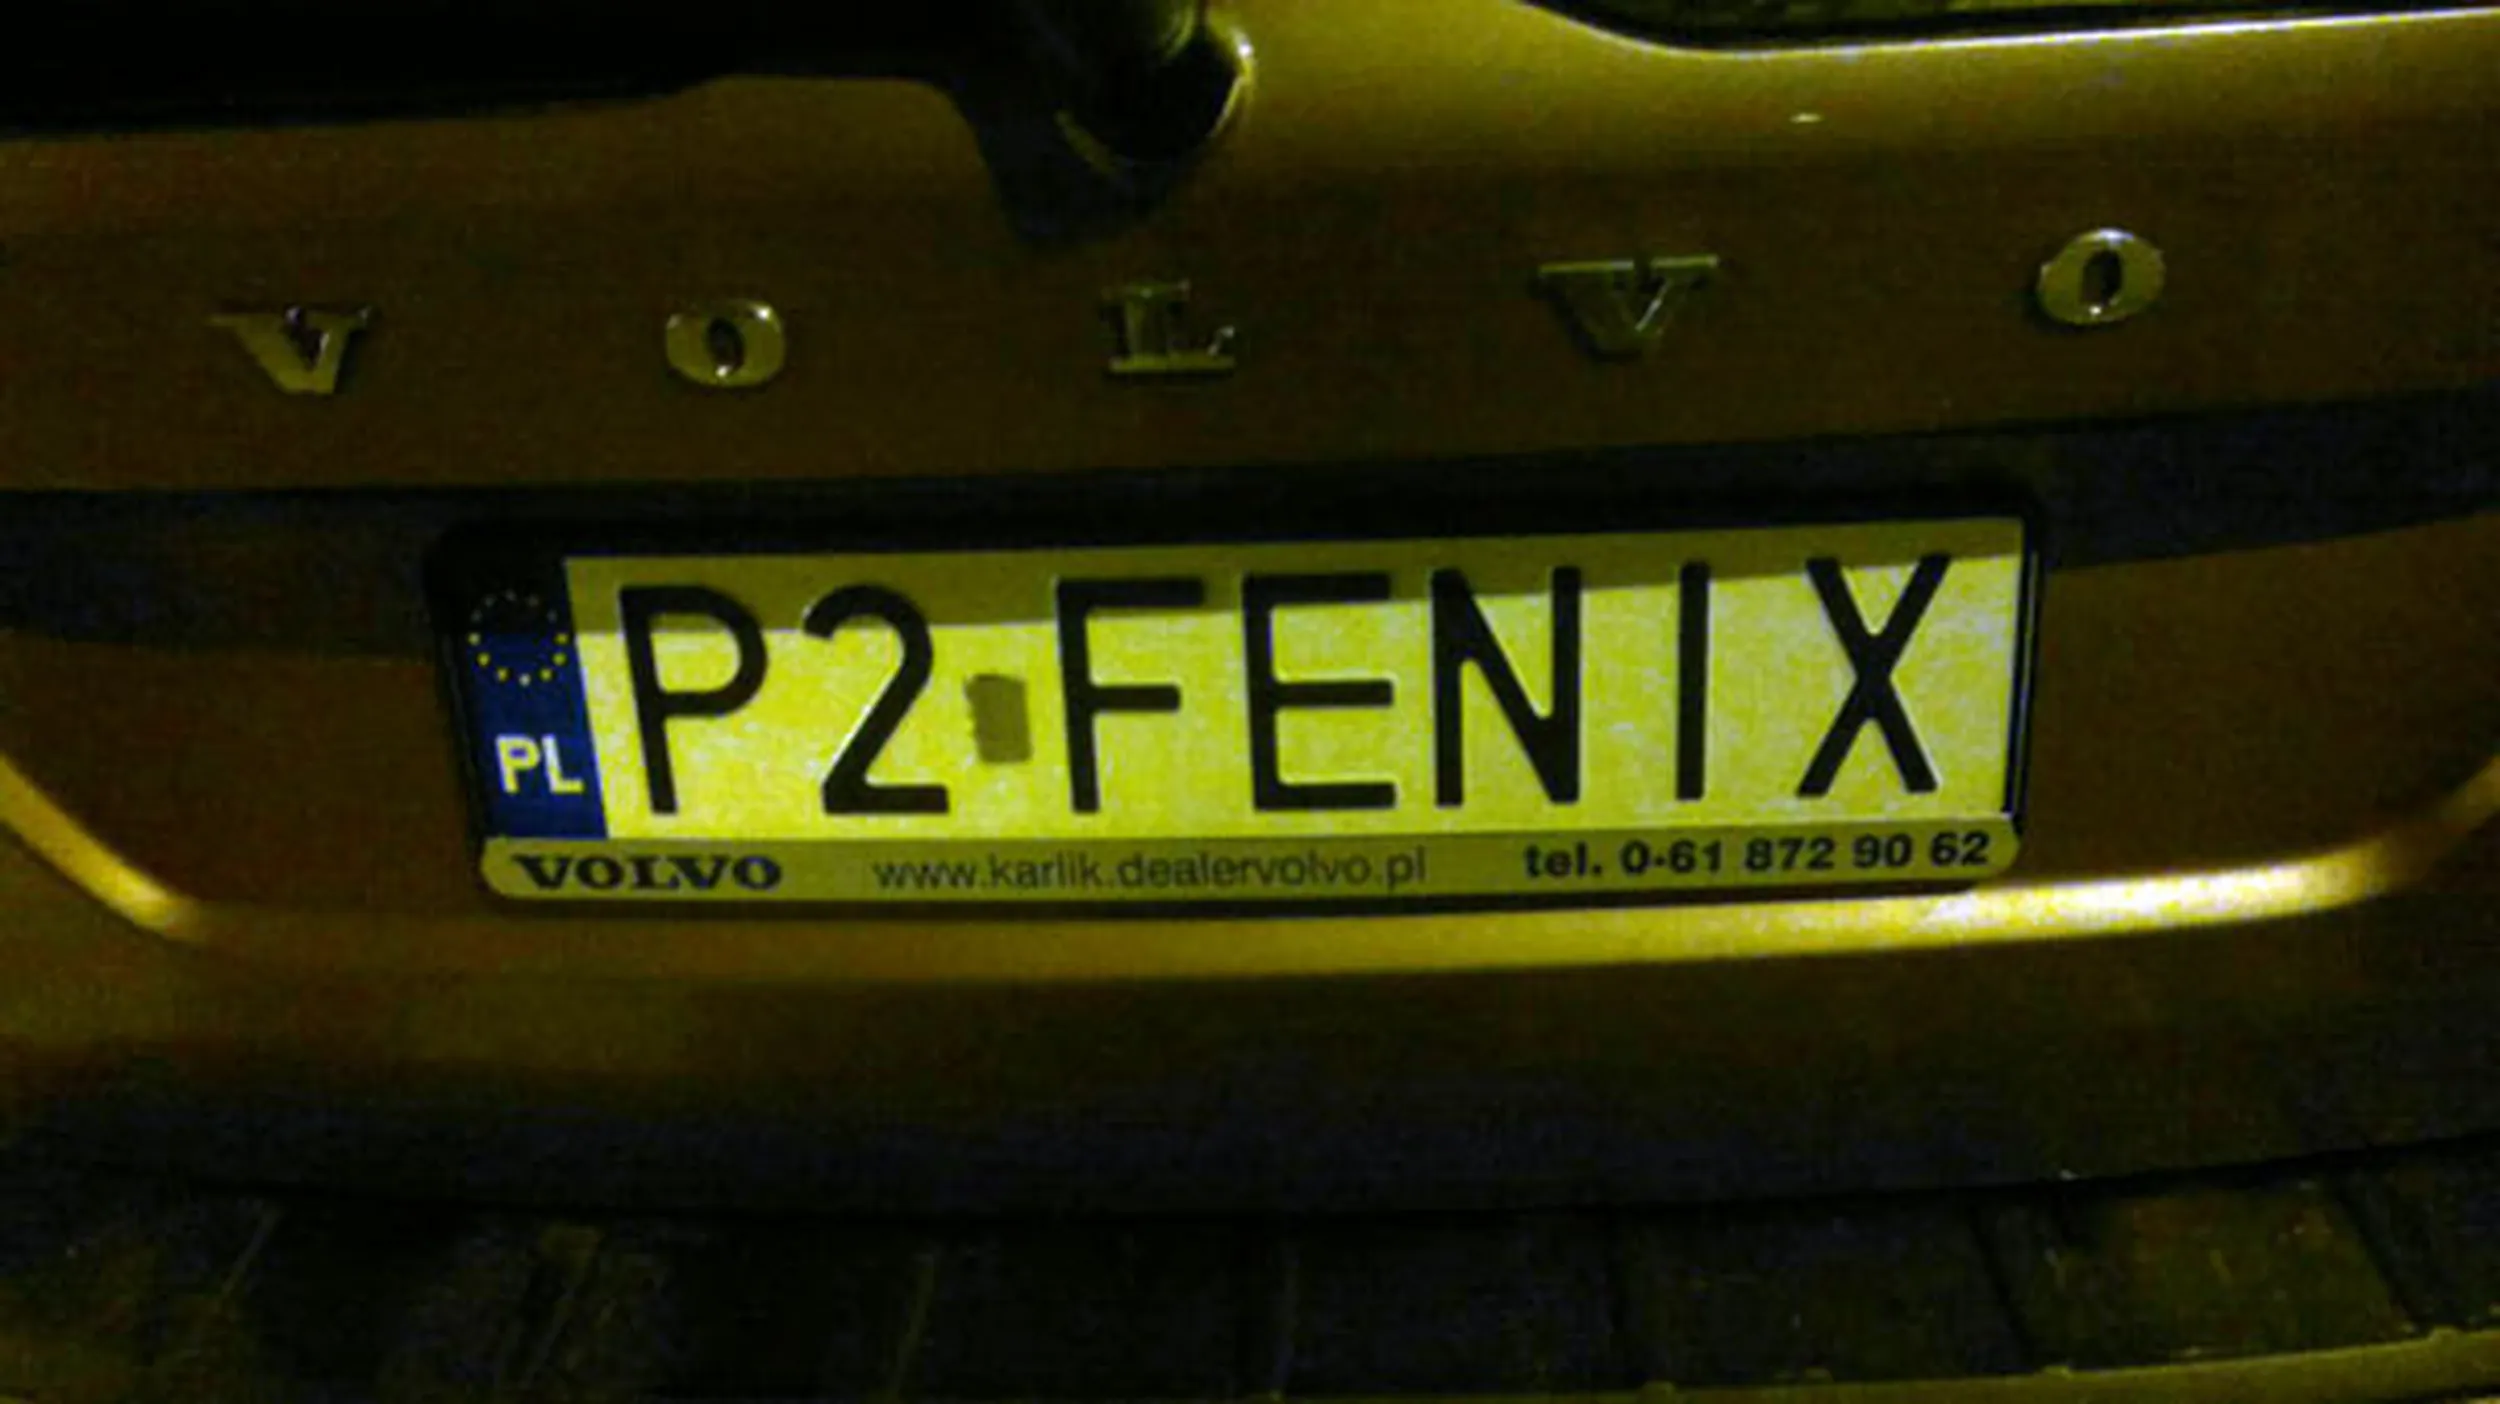 VOLVO
P2 FENIX
PL
VOLVO www.karlik.dealervolvo.pl tel. 0-61 872 90 62